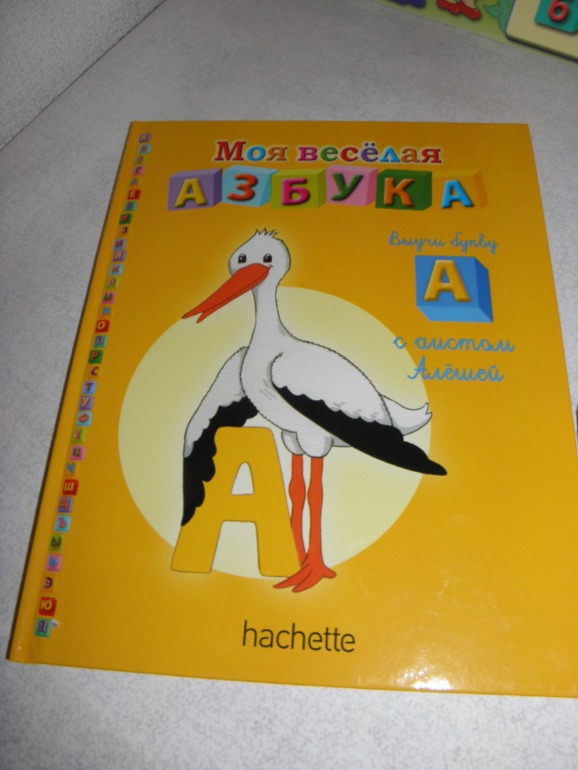 Моя весёлая
АЗБУКА
Выучи букву
А
с аистом
Алёшей
А
hachette